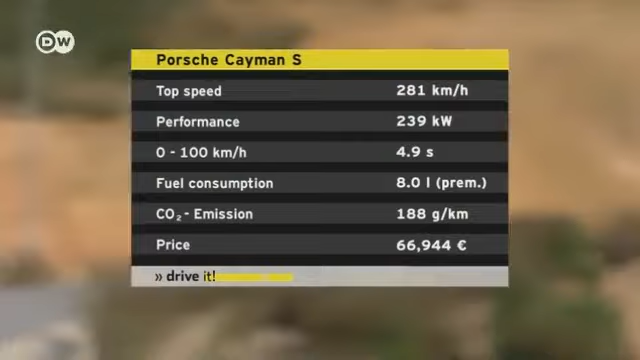 DW
Porsche Cayman S
Top speed 281 km/h
Performance 239 kW
0 - 100 km/h 4.9 s
Fuel consumption 8.0 l (prem.)
CO₂- Emission 188 g/km
Price 66,944 €
» drive it!